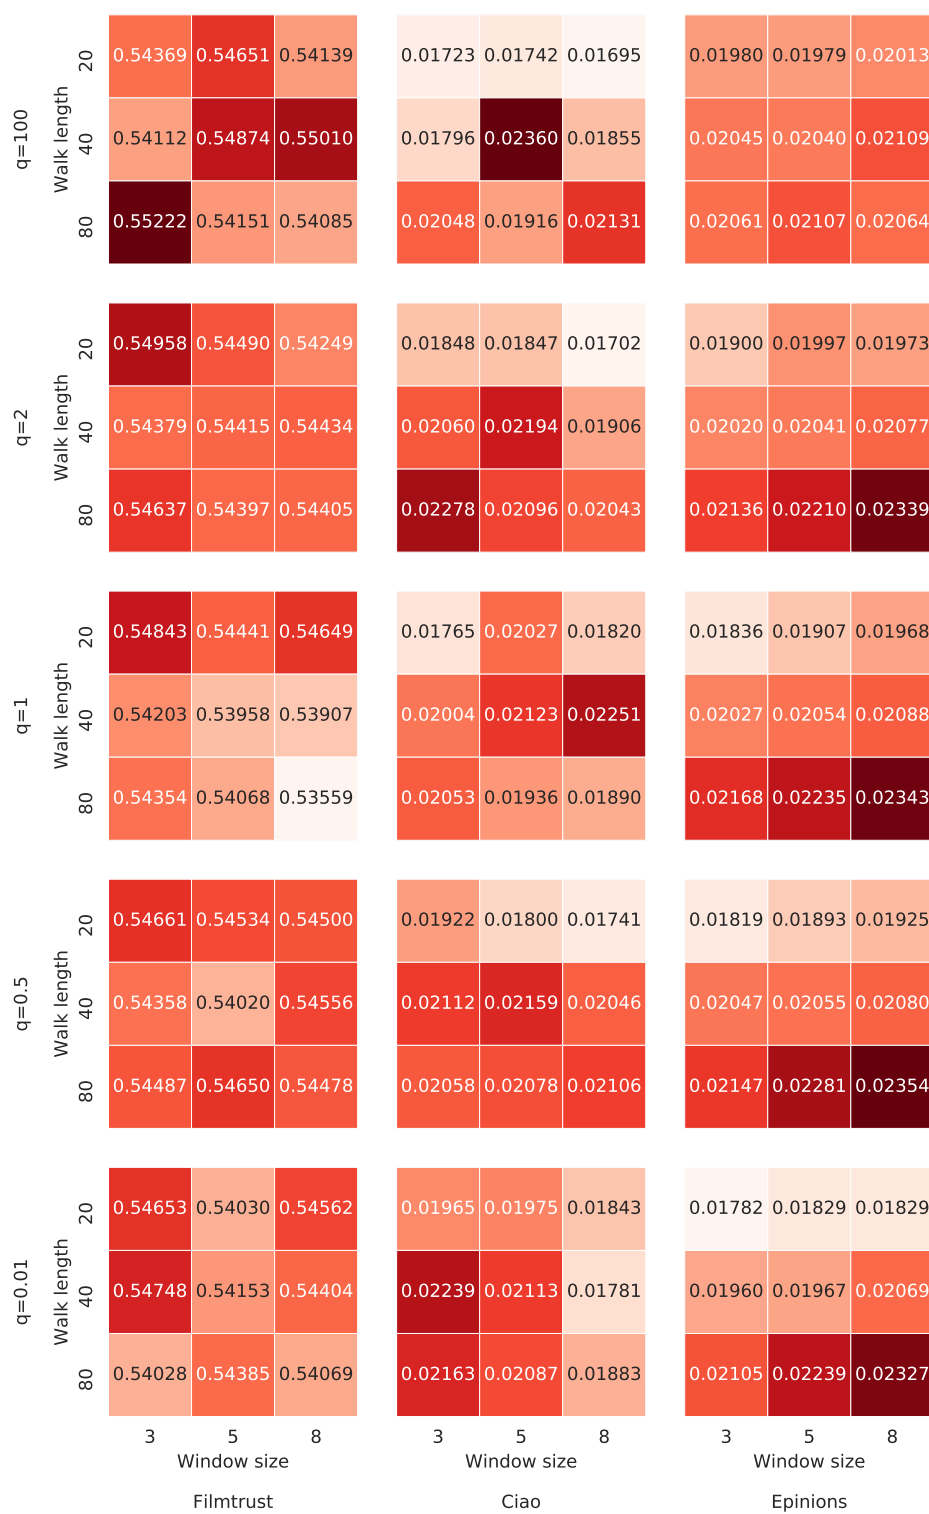 q=100
Walk length
20 0.54369 0.54651 0.54139 0.01723 0.01742 0.01695 0.01980 0.01979 0.02013
40 0.54112 0.54874 0.55010 0.01796 0.02360 0.01855 0.02045 0.02040 0.02109
80 0.55222 0.54151 0.54085 0.02048 0.01916 0.02131 0.02061 0.02107 0.02064
q=2
Walk length
20 0.54958 0.54490 0.54249 0.01848 0.01847 0.01702 0.01900 0.01997 0.01973
40 0.54379 0.54415 0.54434 0.02060 0.02194 0.01906 0.02020 0.02041 0.02077
80 0.54637 0.54397 0.54405 0.02278 0.02096 0.02043 0.02136 0.02210 0.02339
q=1
Walk length
20 0.54843 0.54441 0.54649 0.01765 0.02027 0.01820 0.01836 0.01907 0.01968
40 0.54203 0.53958 0.53907 0.02004 0.02123 0.02251 0.02027 0.02054 0.02088
80 0.54354 0.54068 0.53559 0.02053 0.01936 0.01890 0.02168 0.02235 0.02343
q=0.5
Walk length
20 0.54661 0.54534 0.54500 0.01922 0.01800 0.01741 0.01819 0.01893 0.01925
40 0.54358 0.54020 0.54556 0.02112 0.02159 0.02046 0.02047 0.02055 0.02080
80 0.54487 0.54650 0.54478 0.02058 0.02078 0.02106 0.02147 0.02281 0.02354
q=0.01
Walk length
20 0.54653 0.54030 0.54562 0.01965 0.01975 0.01843 0.01782 0.01829 0.01829
40 0.54748 0.54153 0.54404 0.02239 0.02113 0.01781 0.01960 0.01967 0.02069
80 0.54028 0.54385 0.54069 0.02163 0.02087 0.01883 0.02105 0.02239 0.02327
3 5 8 3 5 8 3 5 8
Window size Window size Window size
Filmtrust Ciao Epinions